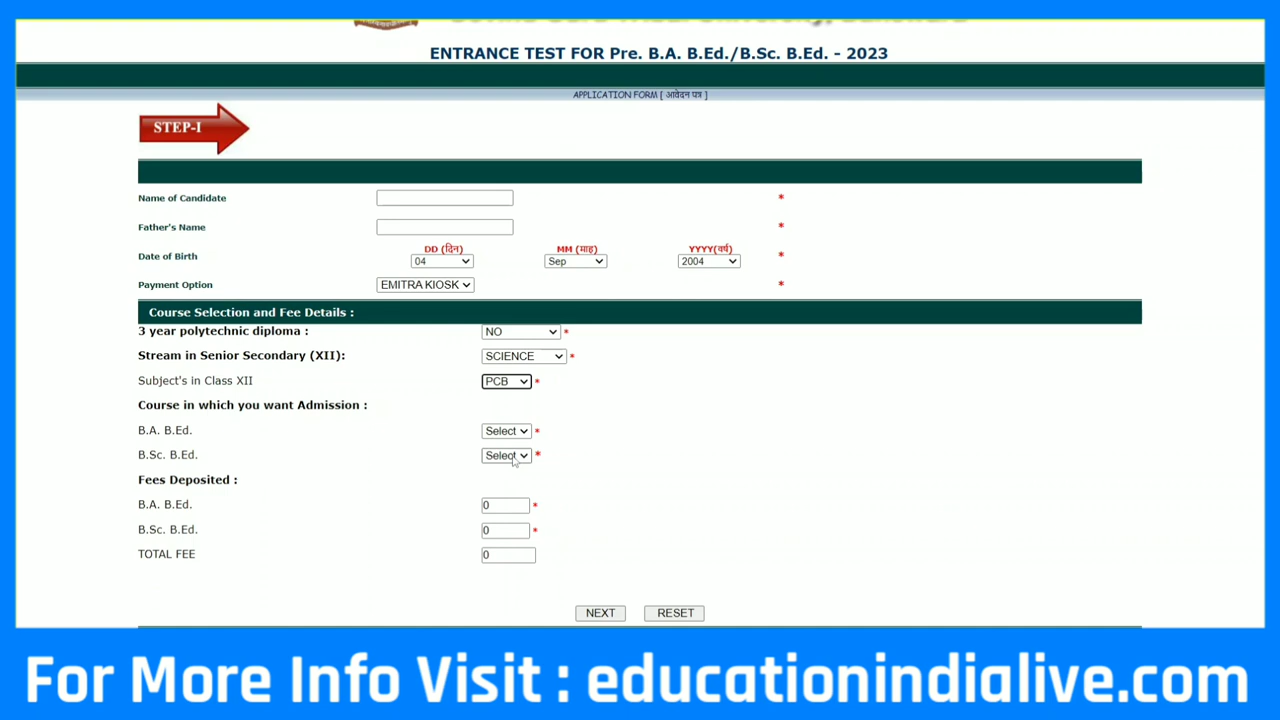 ENTRANCE TEST FOR Pre. B.A. B.Ed./B.Sc. B.Ed. - 2023
APPLICATION FORM [ आवेदन पत्र ]
STEP-I
Name of Candidate *
Father's Name *
DD (दिन) MM (माह) YYYY(वर्ष)
Date of Birth 04 Sep 2004 *
Payment Option EMITRA KIOSK *
Course Selection and Fee Details :
3 year polytechnic diploma : NO *
Stream in Senior Secondary (XII): SCIENCE *
Subject's in Class XII PCB *
Course in which you want Admission :
B.A. B.Ed. Select *
B.Sc. B.Ed. Select *
Fees Deposited :
B.A. B.Ed. 0 *
B.Sc. B.Ed. 0 *
TOTAL FEE 0
NEXT RESET
For More Info Visit : educationindialive.com